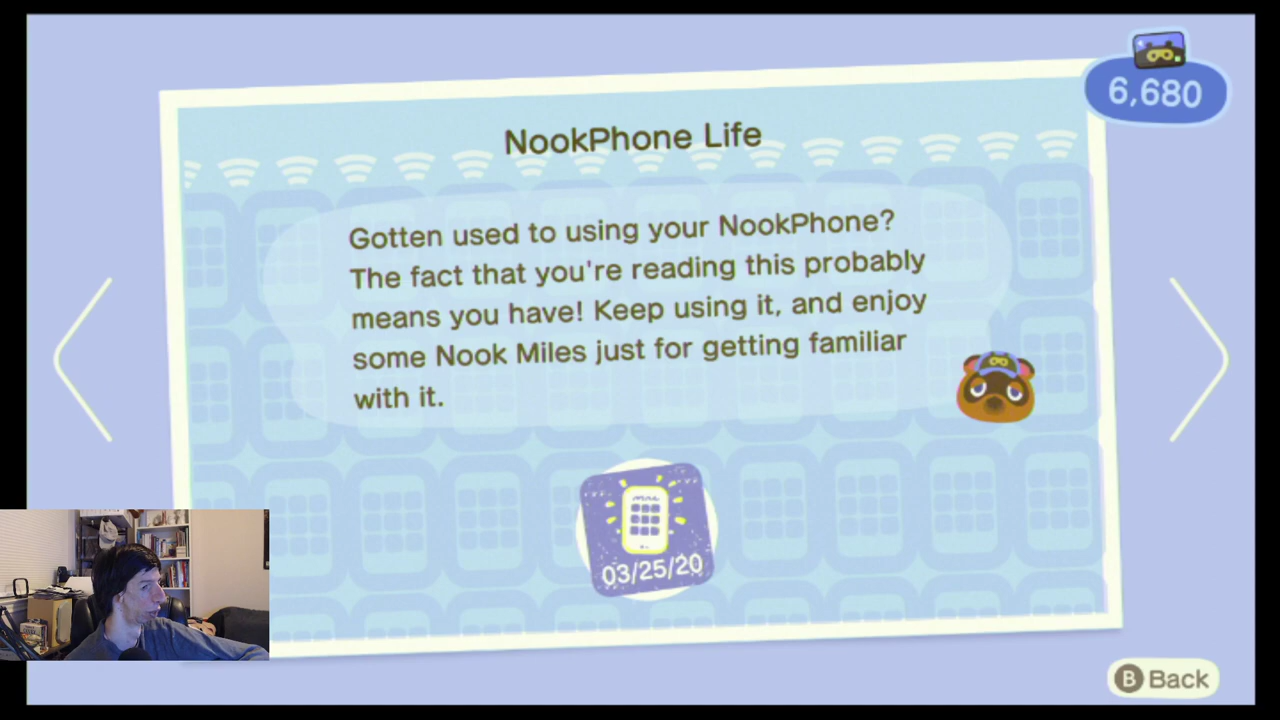 6,680
NookPhone Life
Gotten used to using your NookPhone?
The fact that you're reading this probably
means you have! Keep using it, and enjoy
some Nook Miles just for getting familiar
with it.
03/25/20
B Back